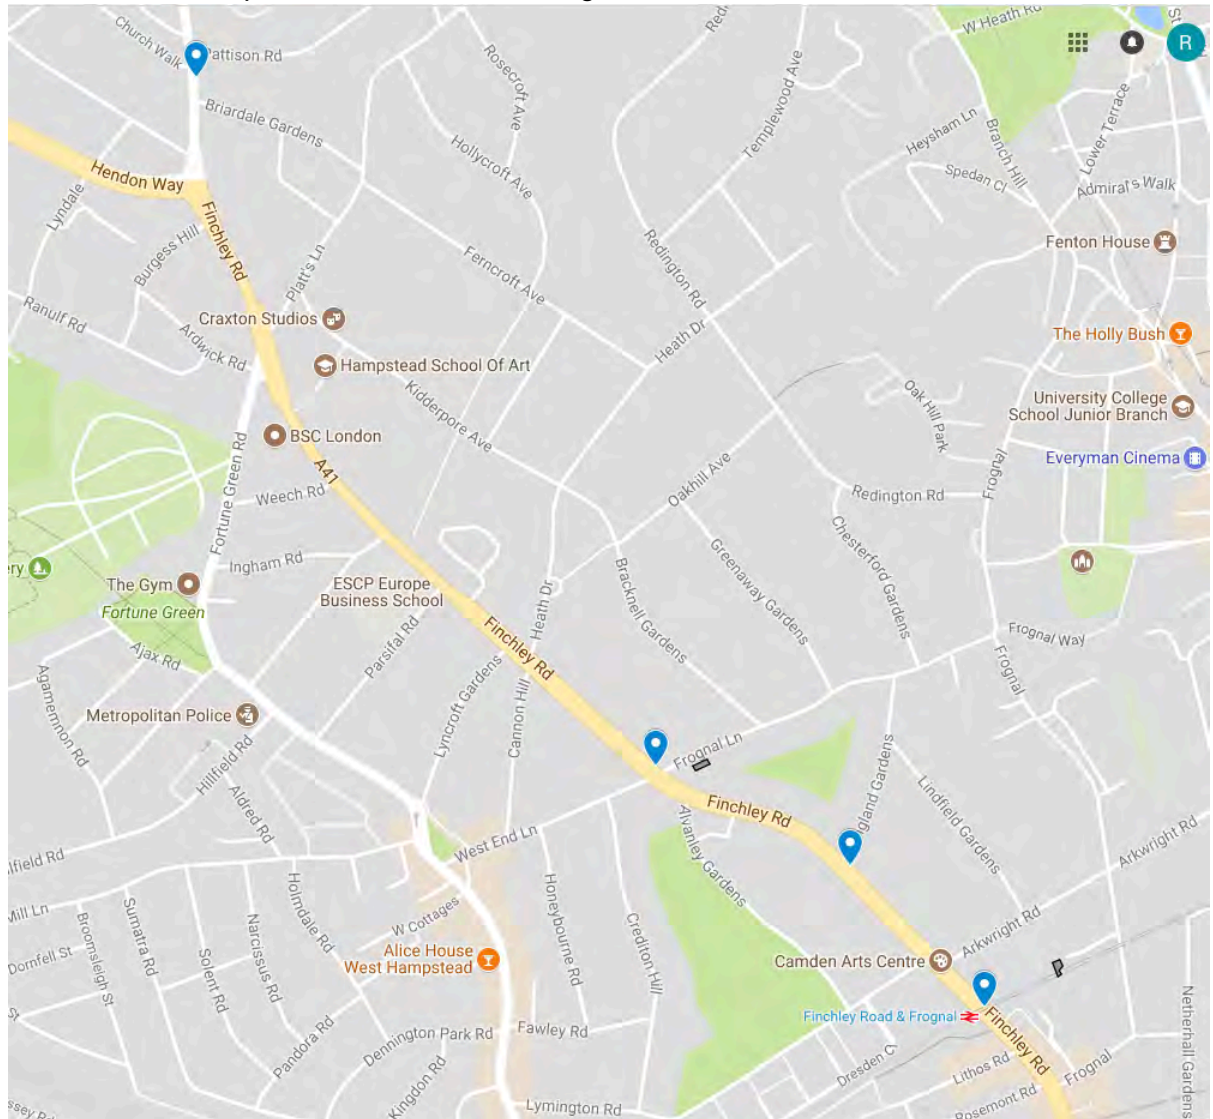 W Heath Rd
Church Walk
Pattison Rd
R
Rosecroft Ave
Templewood Ave
Briardale Gardens
Hollycroft Ave
Heysham Ln
Branch Hill
Lower Terrace
Hendon Way
Spedan Cl
Admiral's Walk
Lyndale
Finchley Rd
Burgess Hill
Platt's Ln
Ferncroft Ave
Redington Rd
Fenton House
Ranulf Rd
Craxton Studios
Heath Dr
The Holly Bush
Ardwick Rd
Hampstead School Of Art
Kidderpore Ave
Oak Hill Park
University College
School Junior Branch
BSC London
Frognal
Everyman Cinema
A41
Fortune Green Rd
Weech Rd
Oakhill Ave
Redington Rd
Chesterford Gardens
Ingham Rd
Greenaway Gardens
Bracknell Gardens
The Gym
ESCP Europe
Business School
Heath Dr
Fortune Green
Finchley Rd
Frognal Way
Ajax Rd
Parsifal Rd
Frognal
Agamemnon Rd
Lyncroft Gardens
Cannon Hill
Metropolitan Police
Hillfield Rd
Frognal Ln
Aldred Rd
Finchley Rd
Lindfield Gardens
West End Ln
Alvanley Gardens
Arkwright Rd
Mill Ln
Holmdale Rd
Honeybourne Rd
Crediton Hill
W Cottages
Broomsleigh St
Sumatra Rd
Solent Rd
Narcissus Rd
Arkwright Rd
Dornfell St
Alice House
West Hampstead
Camden Arts Centre
Pandora Rd
Dennington Park Rd
Fawley Rd
Finchley Road & Frognal
Finchley Rd
Netherhall Gardens
Dresden Cl
Lithos Rd
Frognal
Kingdon Rd
Lymington Rd
Rosemont Rd